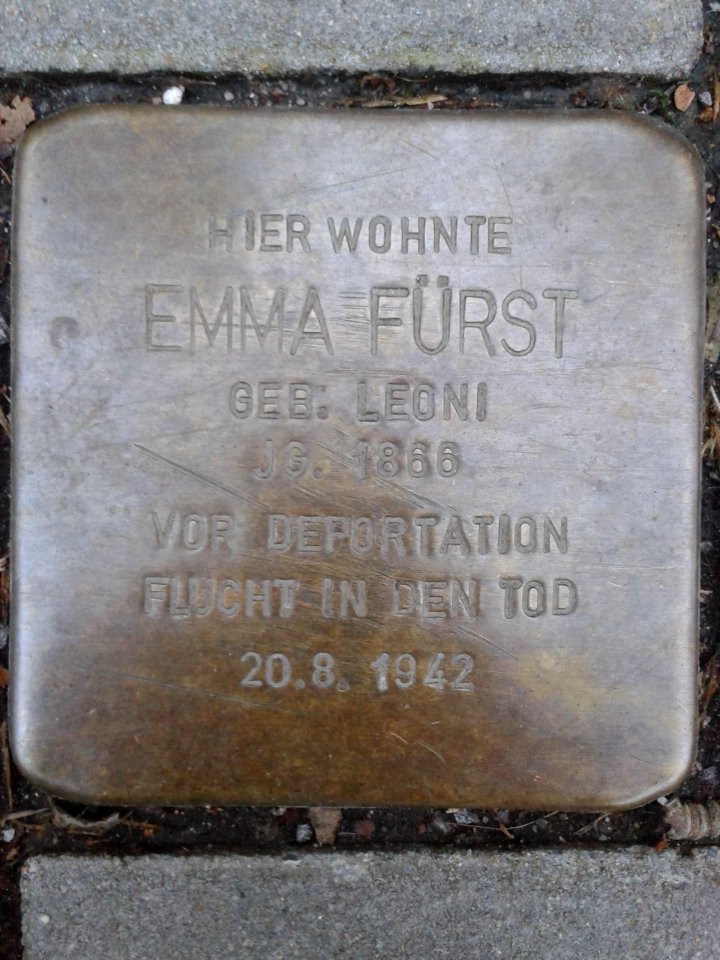 HIER WOHNTE
EMMA FÜRST
GEB. LEONI
JG. 1866
VOR DEPORTATION
FLUCHT IN DEN TOD
20.8. 1942